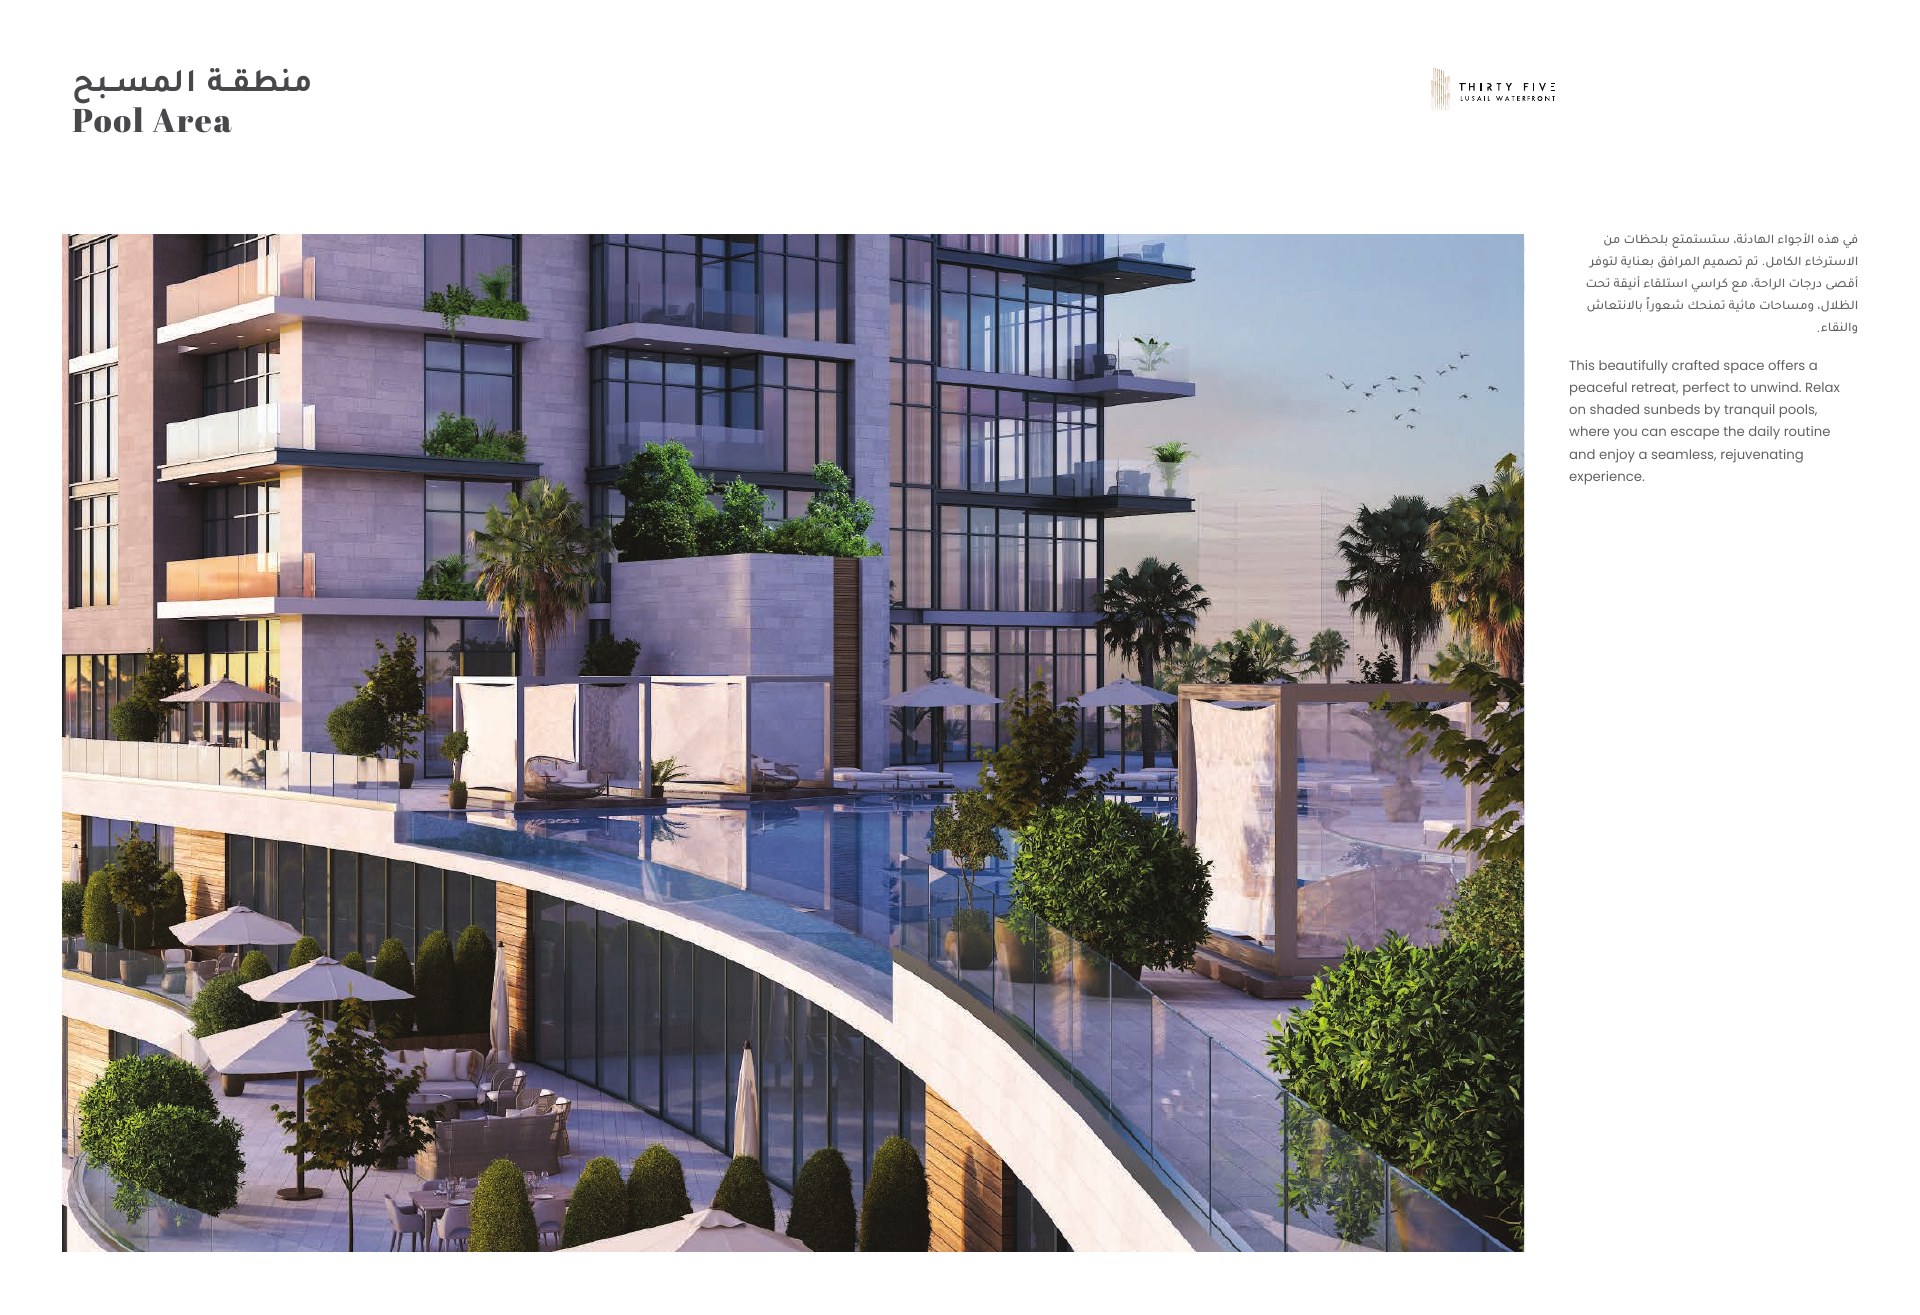 منطقة المسبح
Pool Area
THIRTY FIVE
LUSAIL WATERFRONT
في هذه الأجواء الهادئة، ستستمتع بلحظات من
الاسترخاء الكامل. تم تصميم المرافق بعناية لتوفر
أقصى درجات الراحة، مع كراسي استلقاء أنيقة تحت
الظلال، ومساحات مائية تمنحك شعوراً بالانتعاش
والنقاء.
This beautifully crafted space offers a
peaceful retreat, perfect to unwind. Relax
on shaded sunbeds by tranquil pools,
where you can escape the daily routine
and enjoy a seamless, rejuvenating
experience.